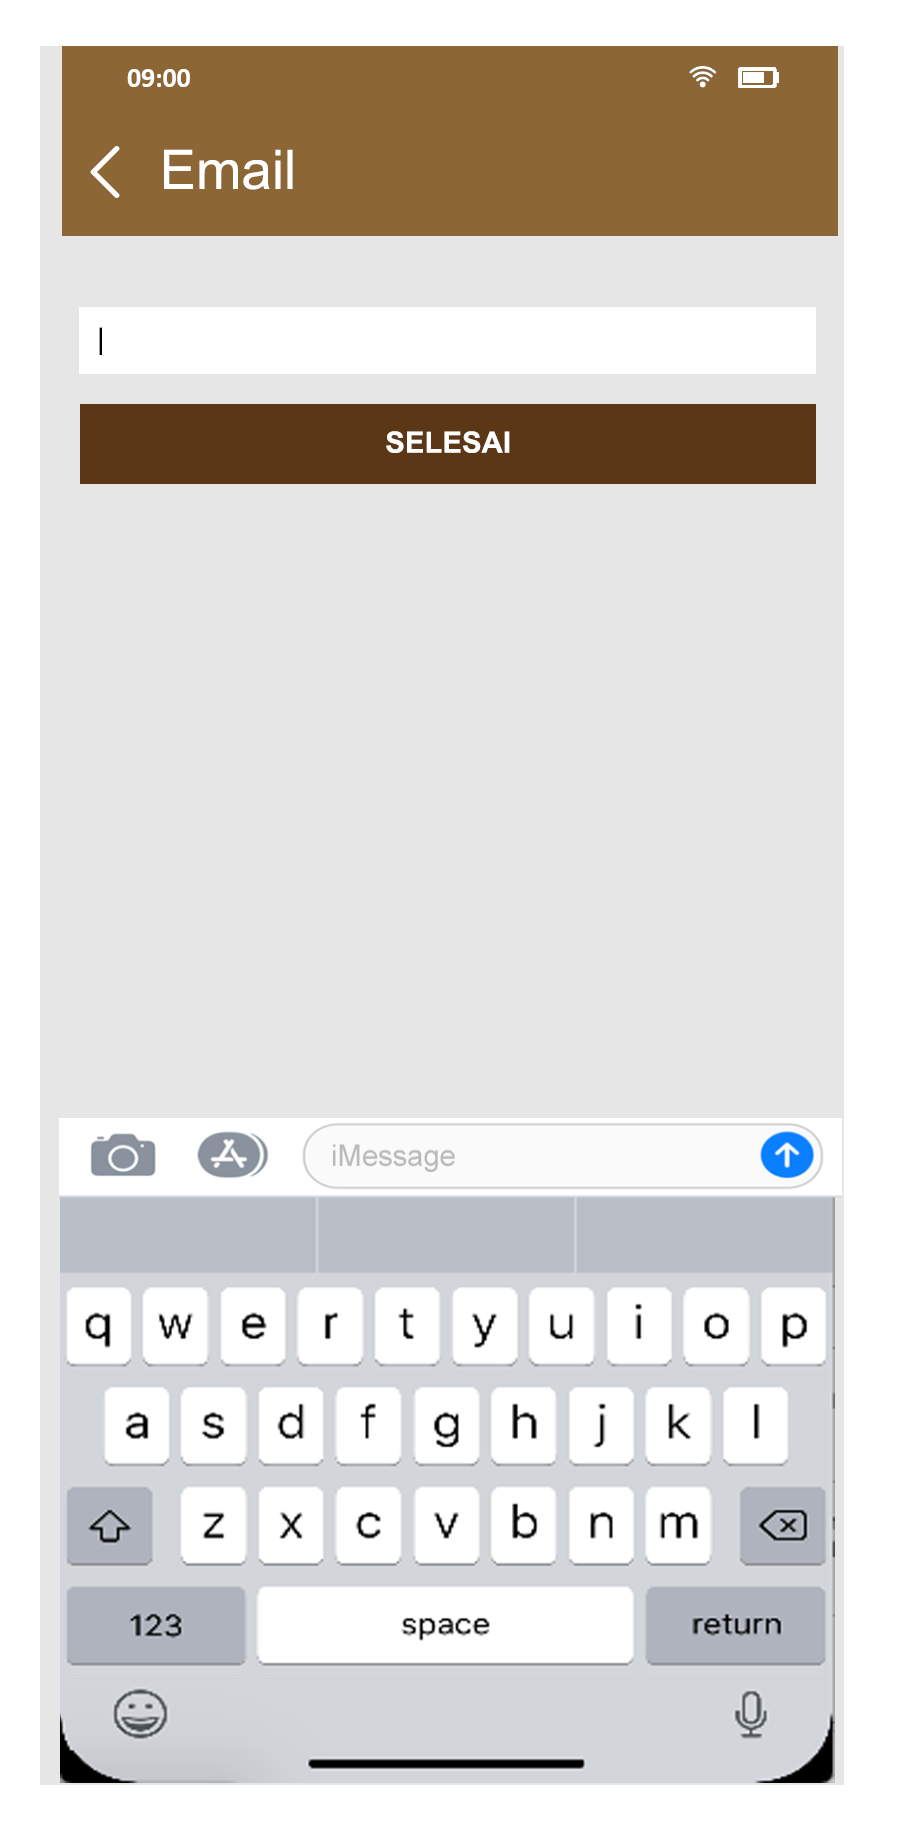 09:00
Email
SELESAI
iMessage
q w e r t y u i o p
a s d f g h j k l
z x c v b n m
123 space return